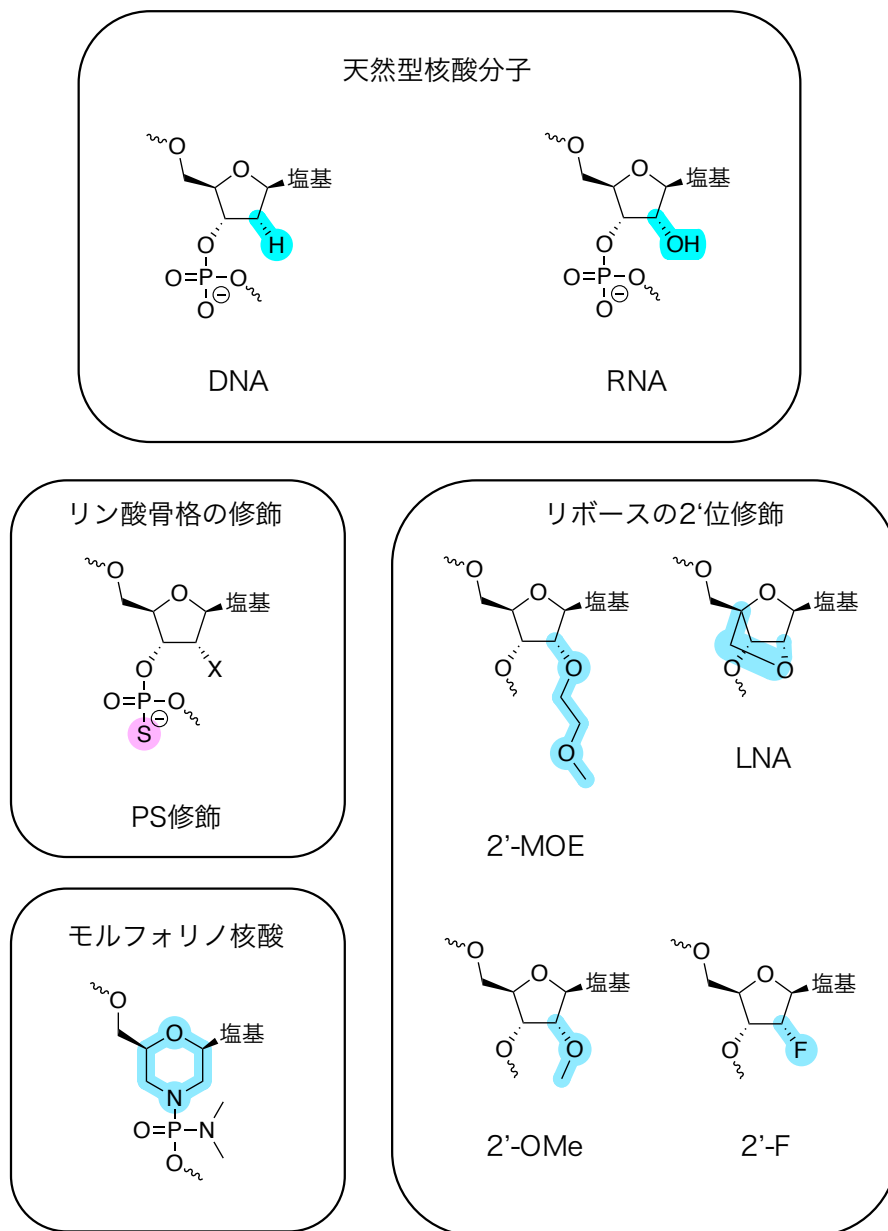 天然型核酸分子
O
O
塩基
H
O
O=P-O
⊖
O
DNA
O
O
塩基
OH
O
O=P-O
⊖
O
RNA
リン酸骨格の修飾
O
O
塩基
O
X
O=P-O
⊖
S
PS修飾
モルフォリノ核酸
O
O
塩基
N
O=P-N
O
リボースの2‘位修飾
O
O
塩基
O
O
O
2’-MOE
O
O
塩基
O
O
LNA
O
O
塩基
O
O
2’-OMe
O
O
塩基
O
F
2’-F